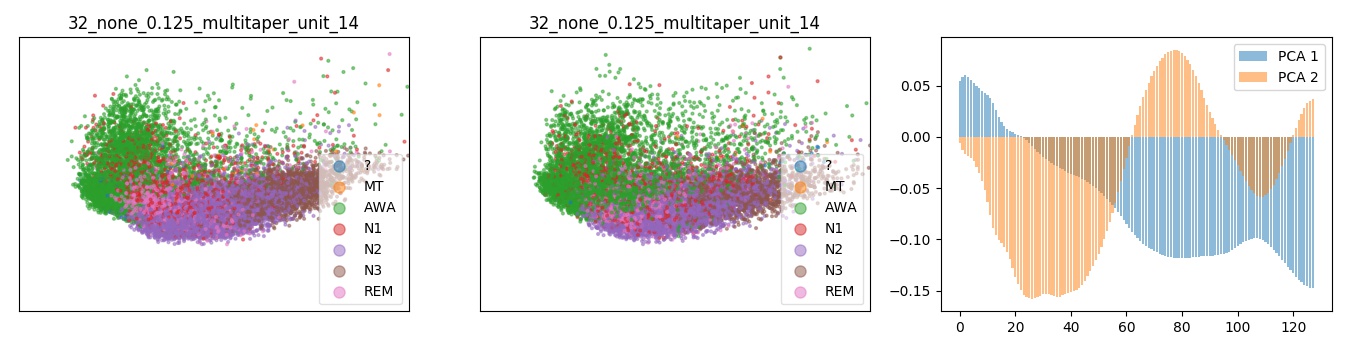 32_none_0.125_multitaper_unit_14
?
MT
AWA
N1
N2
N3
REM
32_none_0.125_multitaper_unit_14
?
MT
AWA
N1
N2
N3
REM
PCA 1
PCA 2
0.05
0.00
−0.05
−0.10
−0.15
0 20 40 60 80 100 120